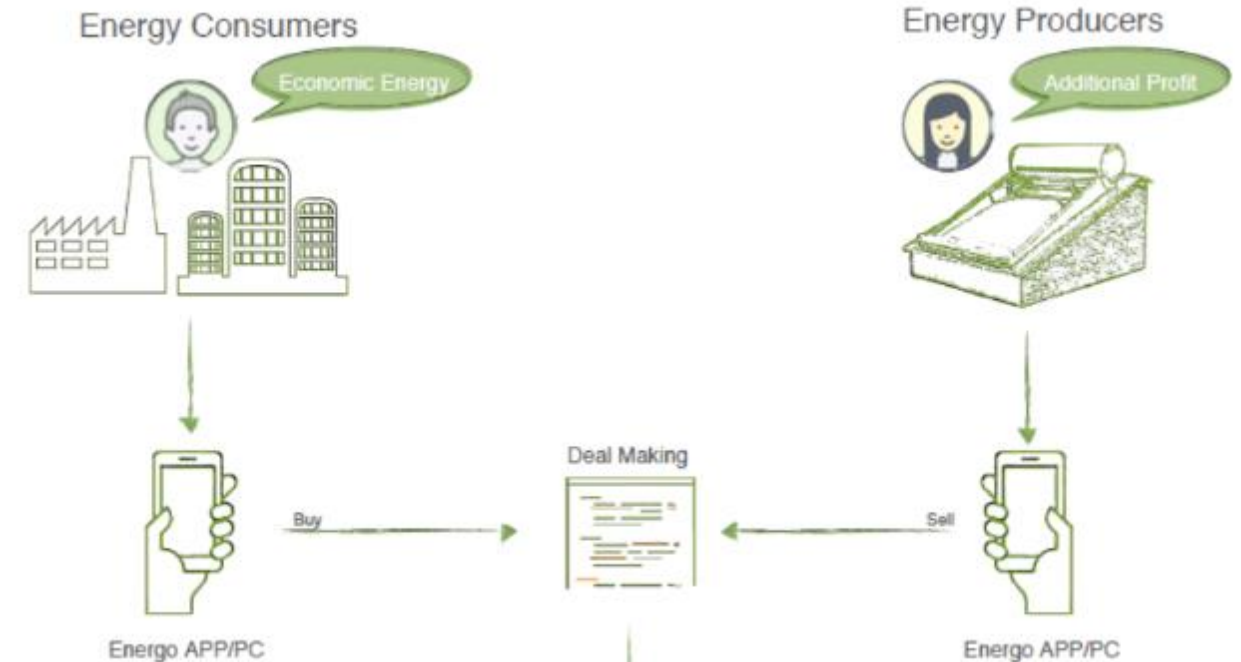 Energy Consumers
Energy Producers
Economic Energy
Additional Profit
Deal Making
Buy
Sell
Energo APP/PC
Energo APP/PC